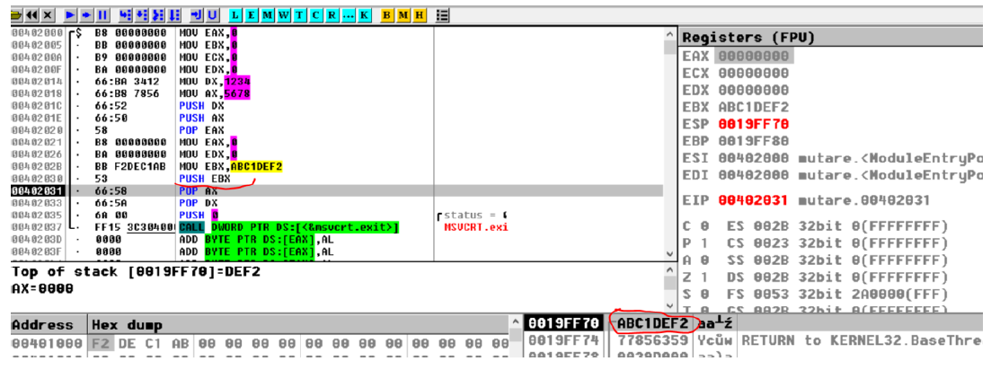 L E M W T C R ... K B M H
00402000 $ B8 00000000 MOV EAX,0
00402005 · BB 00000000 MOV EBX,0
0040200A · B9 00000000 MOV ECX,0
0040200F · BA 00000000 MOV EDX,0
00402014 · 66:BA 3412 MOV DX,1234
00402018 · 66:B8 7856 MOV AX,5678
0040201C · 66:52 PUSH DX
0040201E · 66:50 PUSH AX
00402020 · 58 POP EAX
00402021 · B8 00000000 MOV EAX,0
00402026 · BA 00000000 MOV EDX,0
0040202B · BB F2DEC1AB MOV EBX,ABC1DEF2
00402030 · 53 PUSH EBX
00402031 · 66:58 POP AX
00402033 · 66:5A POP DX
00402035 · 6A 00 PUSH 0 status =
00402037 · FF15 3C304000 CALL DWORD PTR DS:[<&msvcrt.exit>] MSVCRT.exi
0040203D · 0000 ADD BYTE PTR DS:[EAX],AL
0040203F · 0000 ADD BYTE PTR DS:[EAX],AL
Top of stack [0019FF70]=DEF2
AX=0000
Registers (FPU)
EAX 00000000
ECX 00000000
EDX 00000000
EBX ABC1DEF2
ESP 0019FF70
EBP 0019FF80
ESI 00402000 mutare.<ModuleEntryPo
EDI 00402000 mutare.<ModuleEntryPo
EIP 00402031 mutare.00402031
C 0 ES 002B 32bit 0(FFFFFFFF)
P 1 CS 0023 32bit 0(FFFFFFFF)
A 0 SS 002B 32bit 0(FFFFFFFF)
Z 1 DS 002B 32bit 0(FFFFFFFF)
S 0 FS 0053 32bit 2A0000(FFF)
T 0 GS 002B 32bit 0(FFFFFFFF)
Address Hex dump
00401000 F2 DE C1 AB 00 00 00 00 00 00 00 00 00 00 00 00
0019FF70 ABC1DEF2 ˛Ţ┴ź
0019FF74 77856359 Ycůw RETURN to KERNEL32.BaseThre
0019FF78